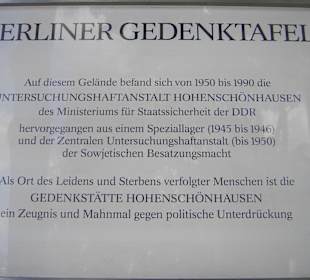 ERLINER GEDENKTAFEL
Auf diesem Gelände befand sich von 1950 bis 1990 die
UNTERSUCHUNGSHAFTANSTALT HOHENSCHÖNHAUSEN
des Ministeriums für Staatssicherheit der DDR
hervorgegangen aus einem Speziallager (1945 bis 1946)
und der Zentralen Untersuchungshaftanstalt (bis 1950)
der Sowjetischen Besatzungsmacht
Als Ort des Leidens und Sterbens verfolgter Menschen ist die
GEDENKSTÄTTE HOHENSCHÖNHAUSEN
ein Zeugnis und Mahnmal gegen politische Unterdrückung